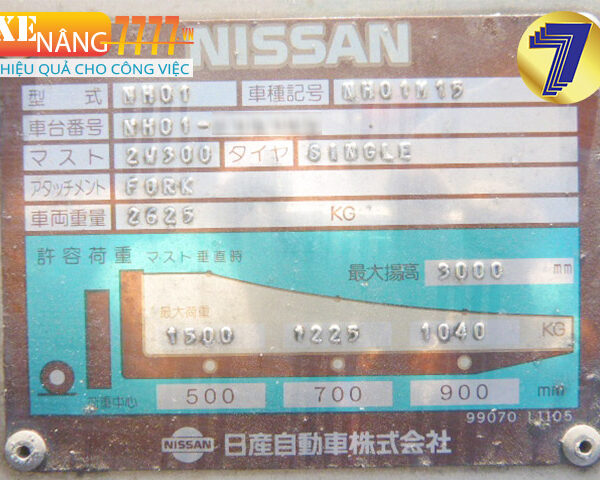 XE NÂNG 7777.VN
HIỆU QUẢ CHO CÔNG VIỆC
7
NISSAN
型式 NH01 車種記号 NH01M15
車台番号 NH01-
マスト 2W300 タイヤ SINGLE
アタッチメント FORK
車両重量 2625 KG
許容荷重 マスト垂直時
最大揚高 3000 mm
最大荷重
1500 1225 1040 KG
荷重中心 500 700 900 mm
99070 L1105
NISSAN 日産自動車株式会社